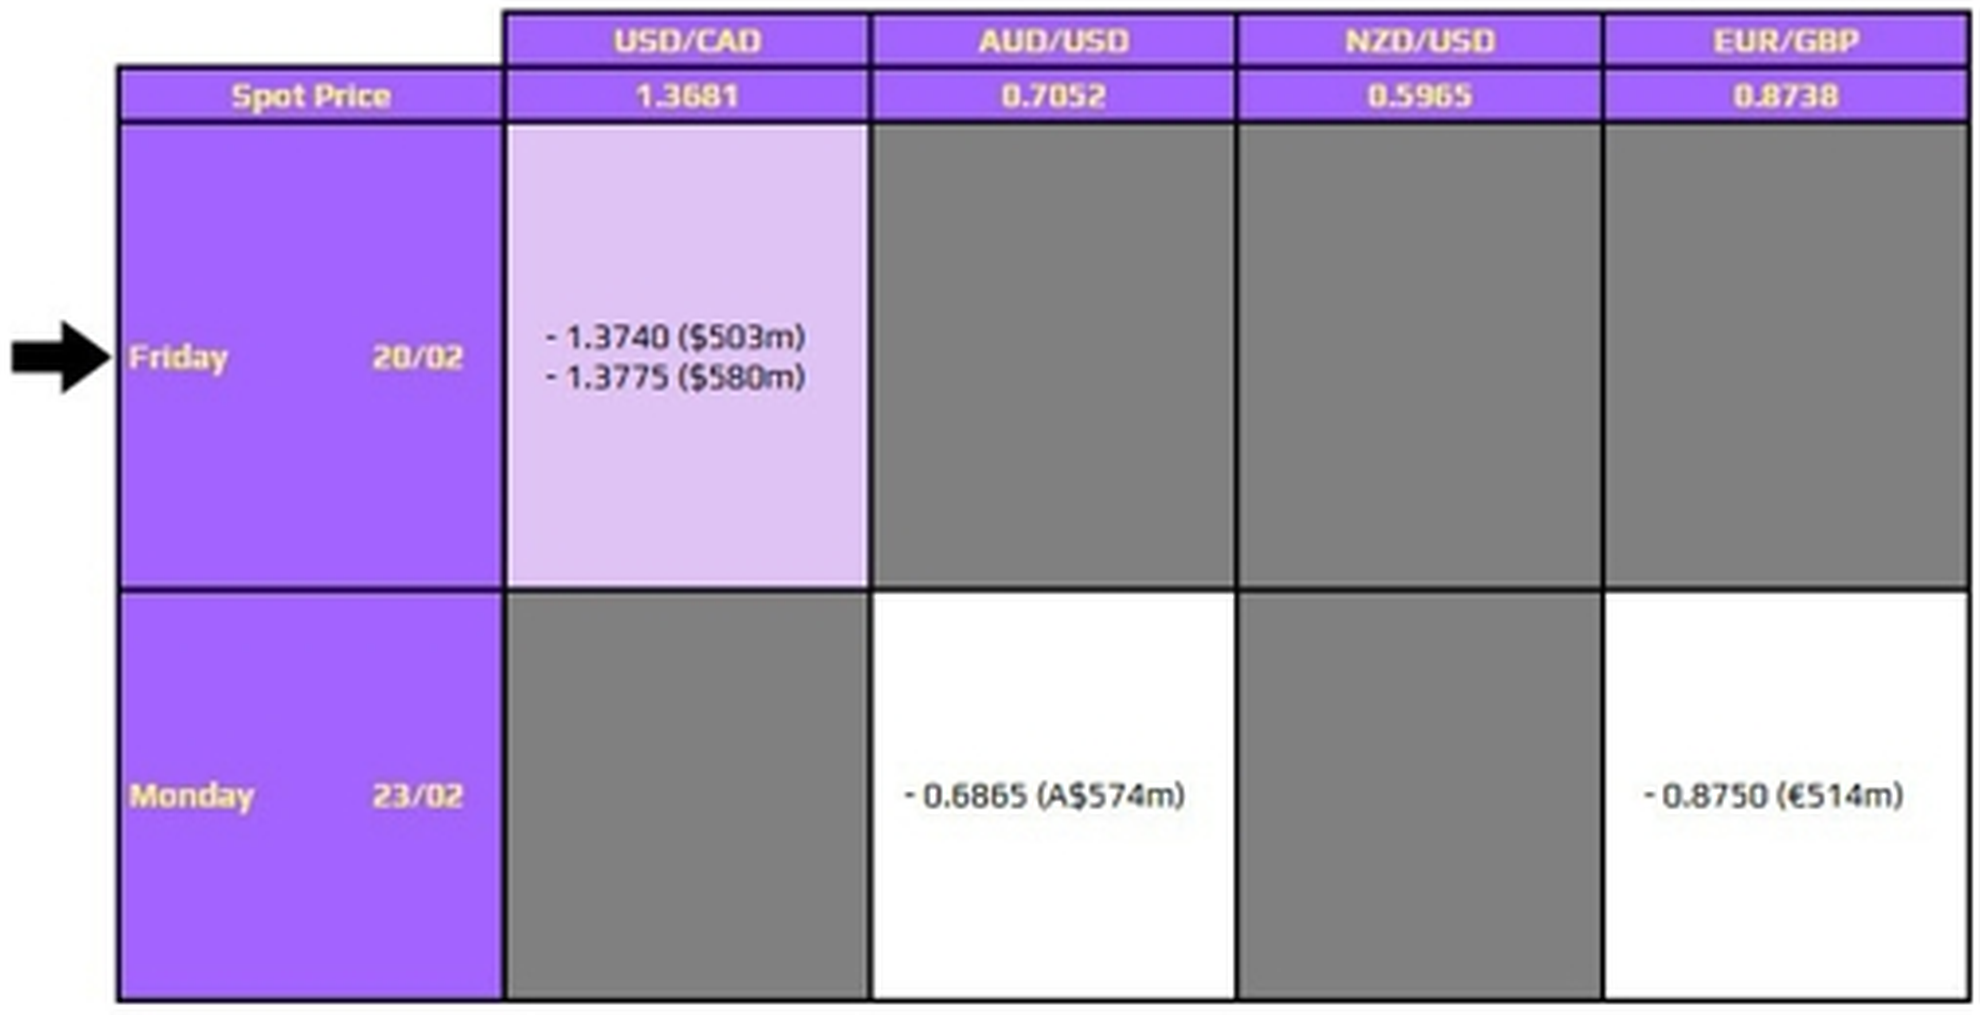 USD/CAD AUD/USD NZD/USD EUR/GBP
Spot Price 1.3681 0.7052 0.5965 0.8738
Friday 20/02
- 1.3740 ($503m)
- 1.3775 ($580m)
Monday 23/02 - 0.6865 (A$574m) - 0.8750 (€514m)